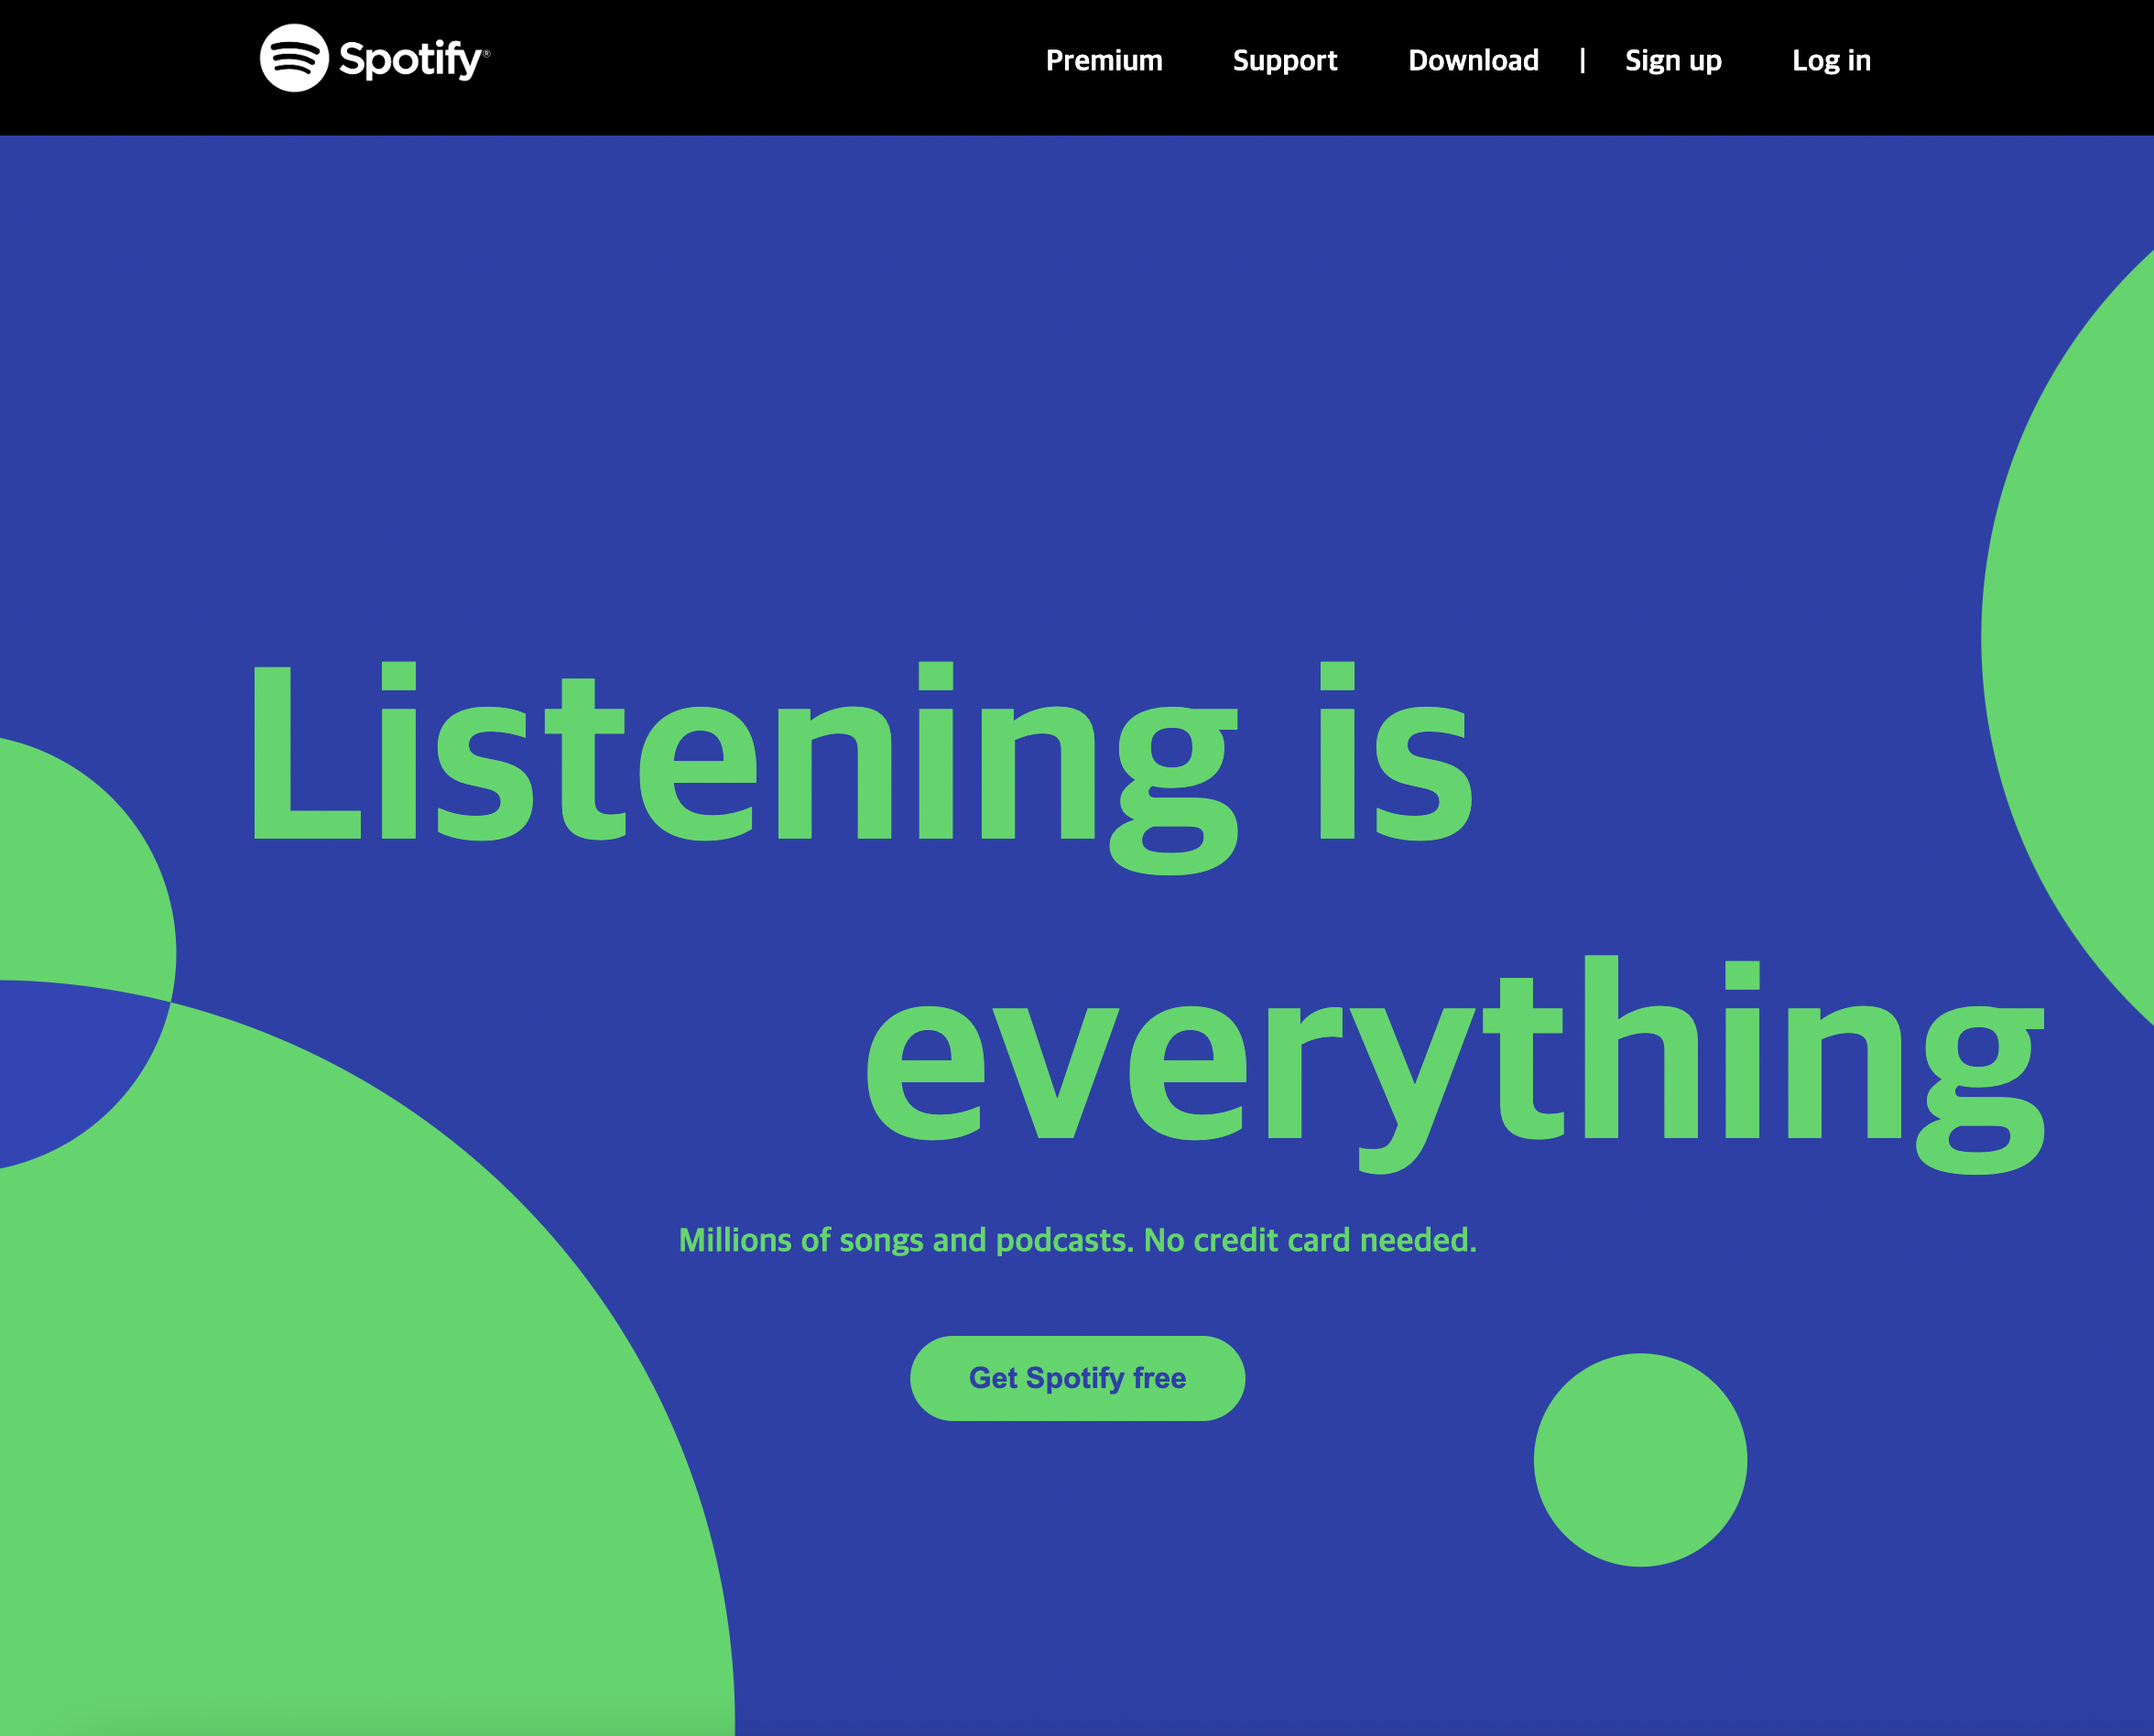 Spotify®
Premium Support Download | Sign up Log in
Listening is
everything
Millions of songs and podcasts. No credit card needed.
Get Spotify free